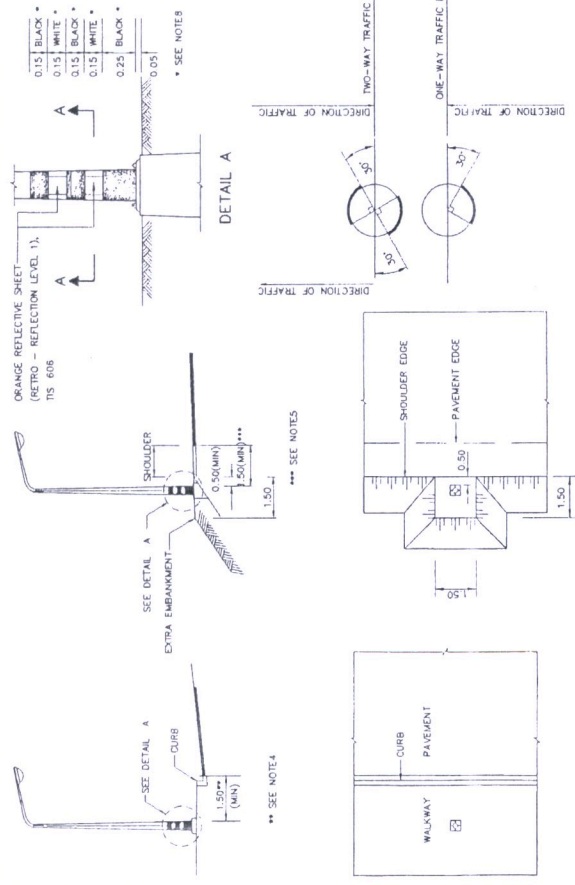 0.15 BLACK *
0.15 WHITE *
0.15 BLACK *
0.15 WHITE *
0.25 BLACK *
0.05
* SEE NOTE8
A
A
DETAIL A
ORANGE REFLECTIVE SHEET
(RETRO - REFLECTION LEVEL 1),
TIS 606
SHOULDER
0.50(MIN)
1.50(MIN)***
1.50
SEE DETAIL A
EXTRA EMBANKMENT
*** SEE NOTE5
SEE DETAIL A
CURB
1.50**
(MIN)
** SEE NOTE4
TWO-WAY TRAFFIC
ONE-WAY TRAFFIC
DIRECTION OF TRAFFIC
DIRECTION OF TRAFFIC
DIRECTION OF TRAFFIC
30°
30°
30°
SHOULDER EDGE
PAVEMENT EDGE
0.50
1.50
1.50
CURB
WALKWAY
PAVEMENT